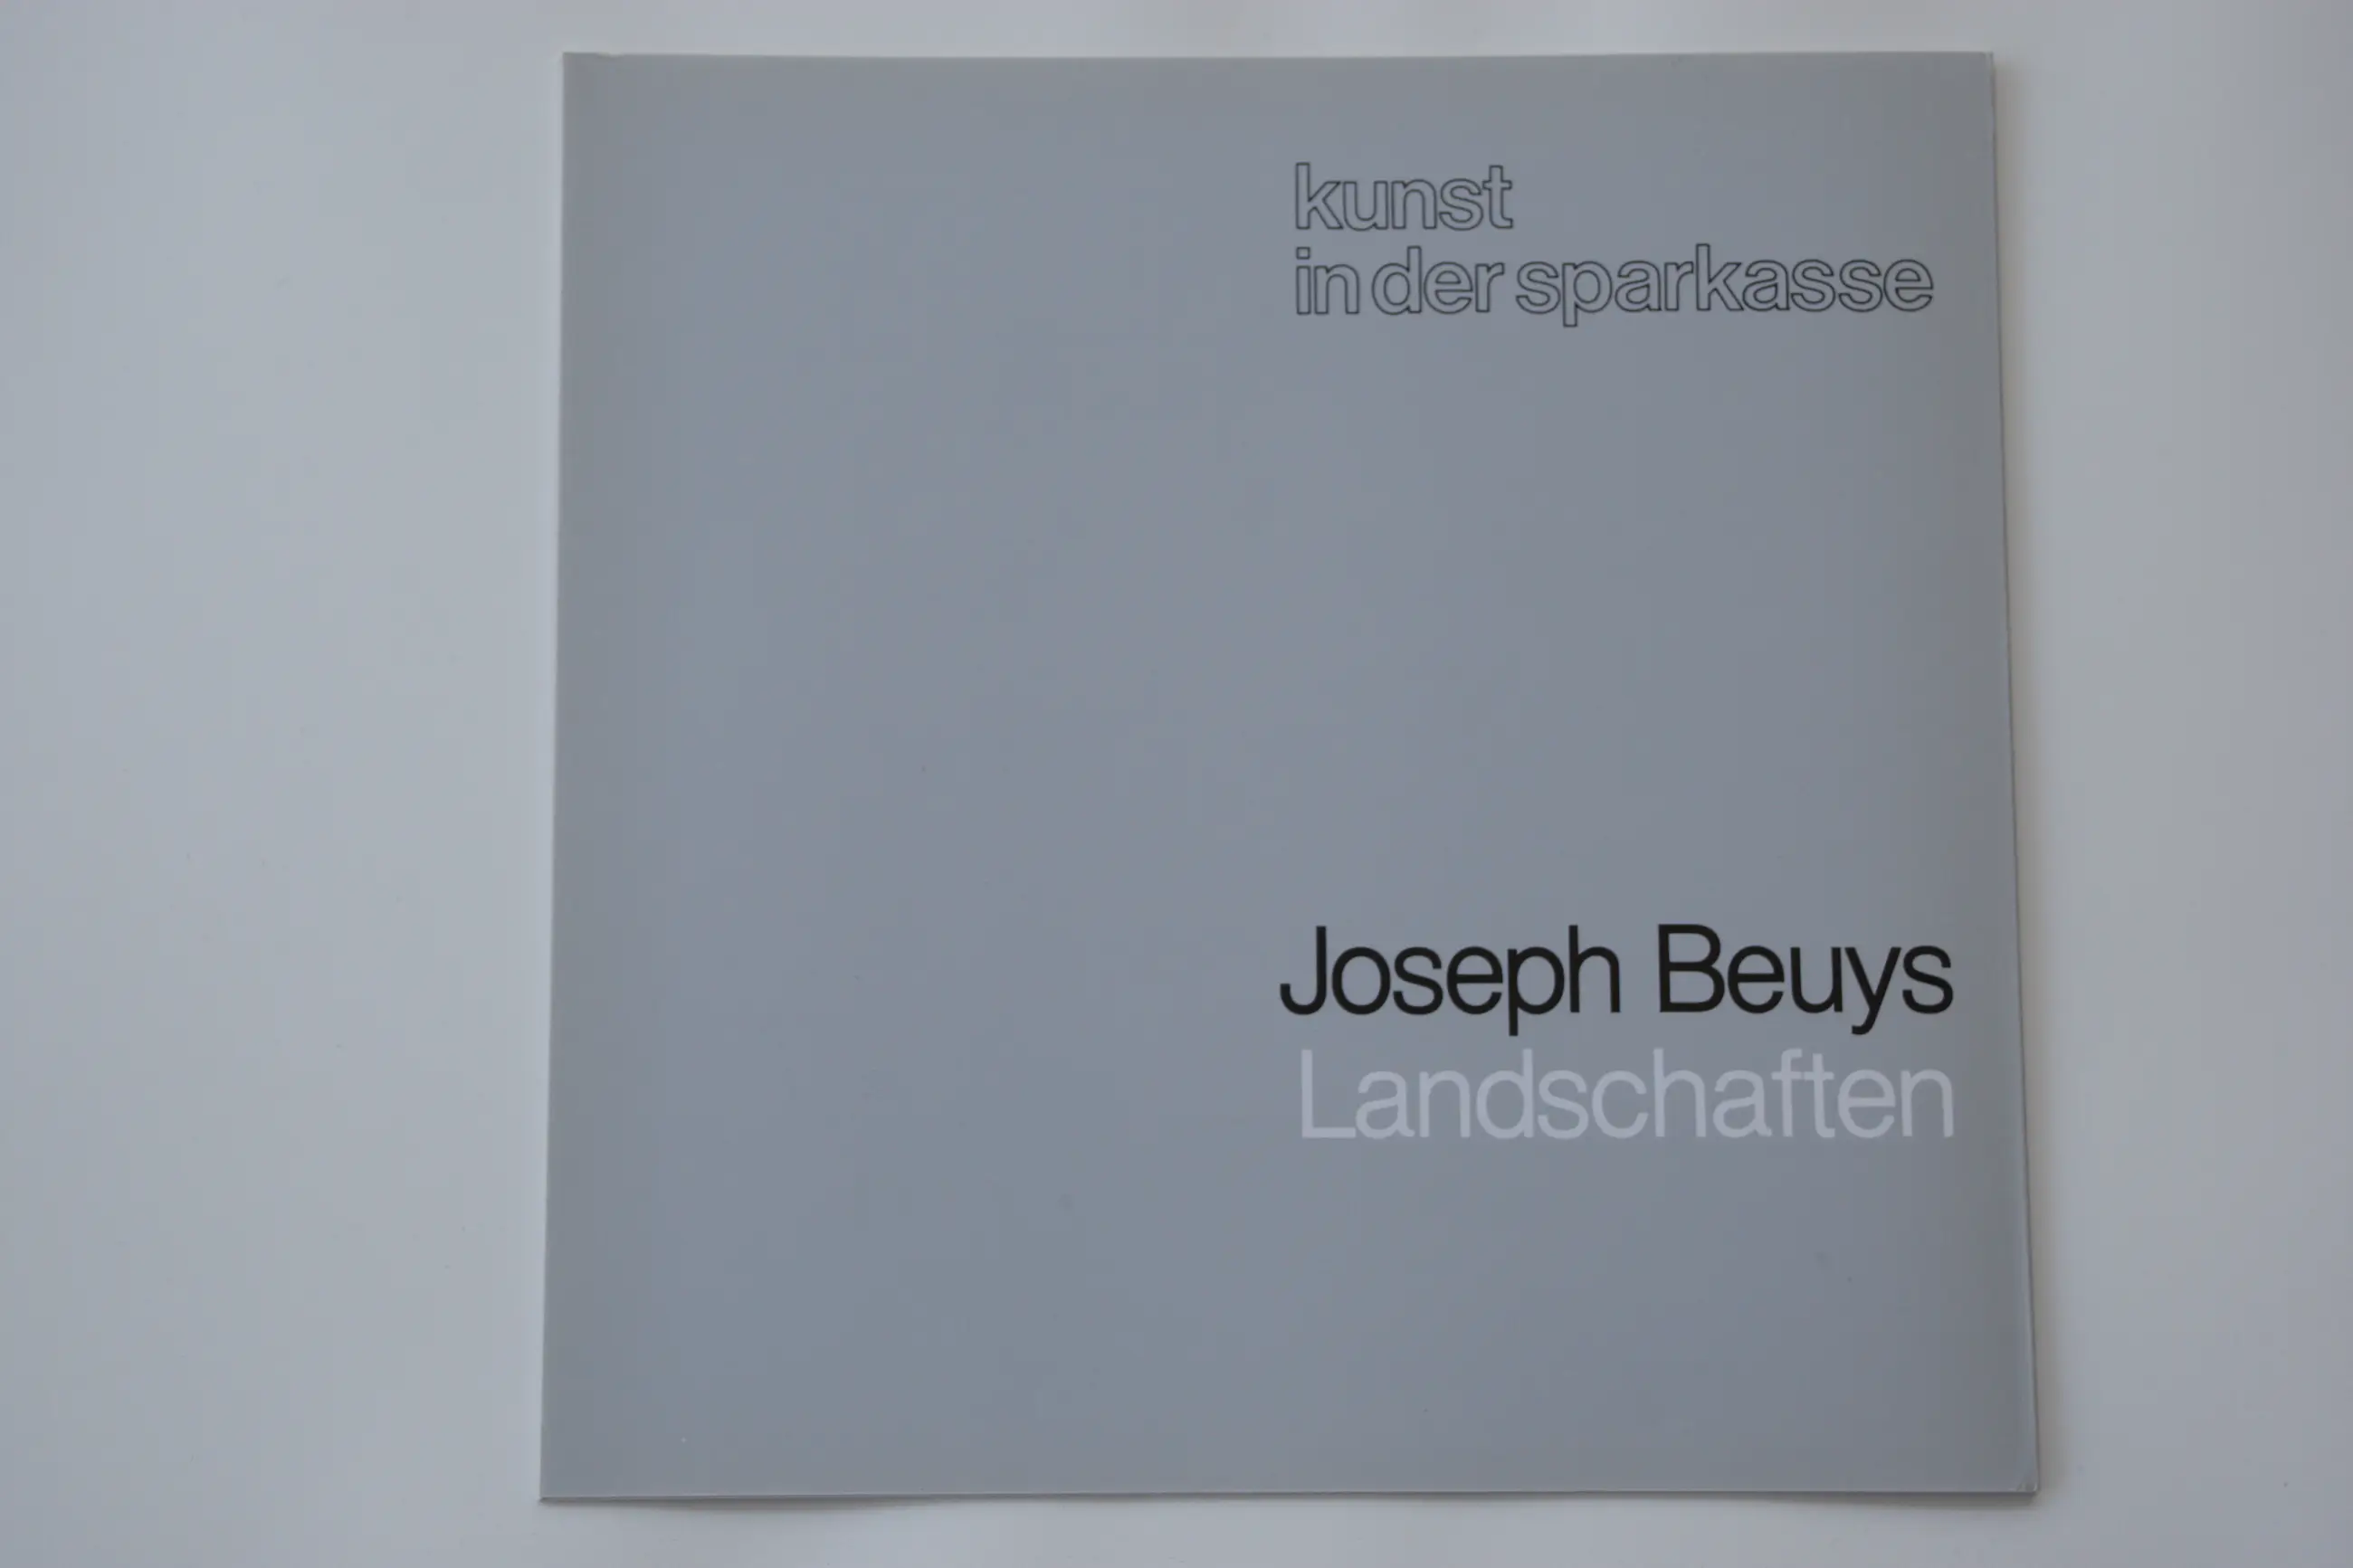 kunst
in der sparkasse
Joseph Beuys
Landschaften